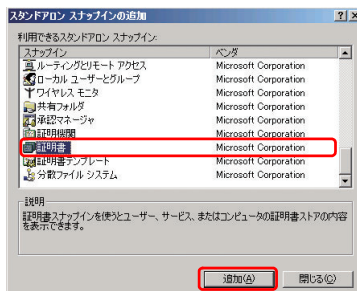 スタンドアロン スナップインの追加
利用できるスタンドアロン スナップイン:
スナップイン ベンダ
ルーティングとリモート アクセス Microsoft Corporation
ローカル ユーザーとグループ Microsoft Corporation
ワイヤレス モニタ Microsoft Corporation
共有フォルダ Microsoft Corporation
承認マネージャ Microsoft Corporation
証明機関 Microsoft Corporation
証明書 Microsoft Corporation
証明書テンプレート Microsoft Corporation
分散ファイル システム Microsoft Corporation
説明
証明書スナップインを使うとユーザー、サービス、またはコンピュータの証明書ストアの内容
を表示できます。
追加(A) 閉じる(C)